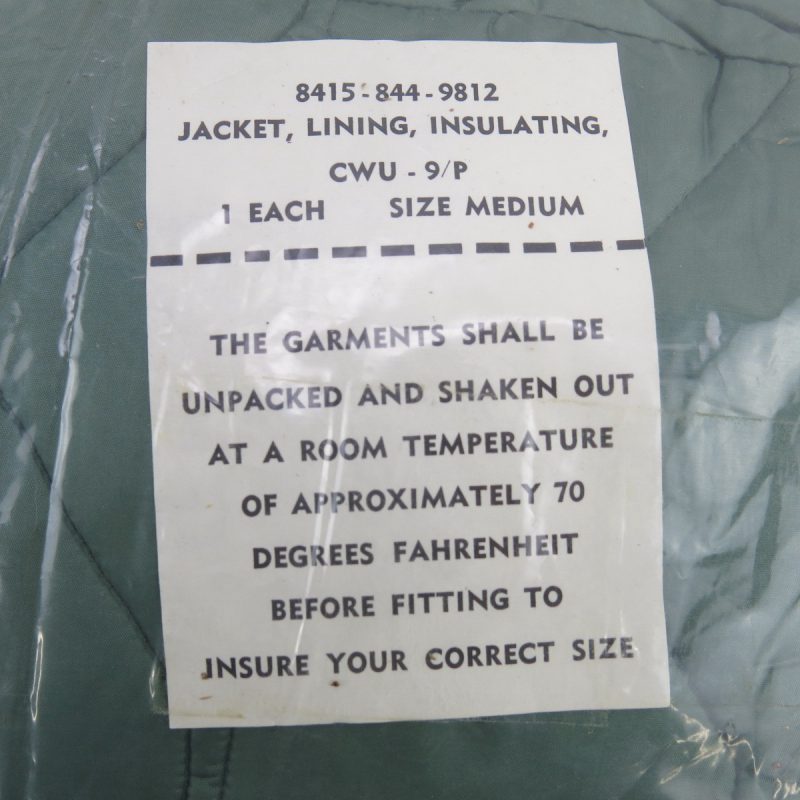 8415-844-9812
JACKET, LINING, INSULATING,
CWU - 9/P
1 EACH SIZE MEDIUM
THE GARMENTS SHALL BE
UNPACKED AND SHAKEN OUT
AT A ROOM TEMPERATURE
OF APPROXIMATELY 70
DEGREES FAHRENHEIT
BEFORE FITTING TO
INSURE YOUR CORRECT SIZE